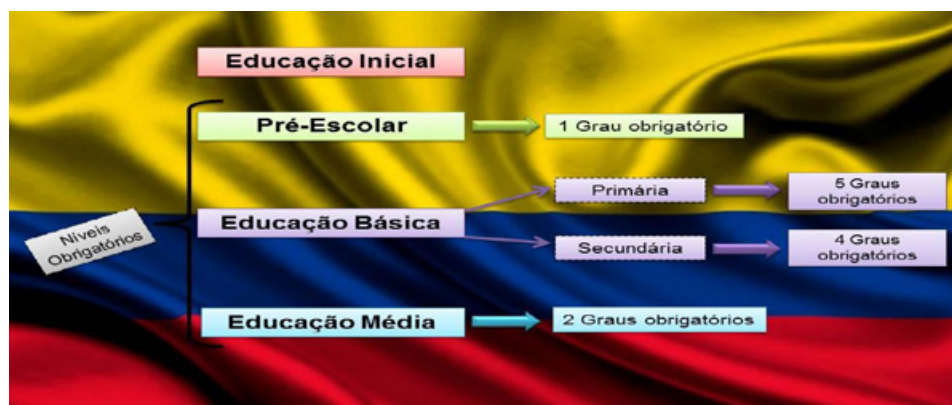 Educação Inicial
Pré-Escolar
1 Grau obrigatório
Primária
5 Graus
obrigatórios
Educação Básica
Níveis
Obrigatórios
Secundária
4 Graus
obrigatórios
Educação Média
2 Graus obrigatórios